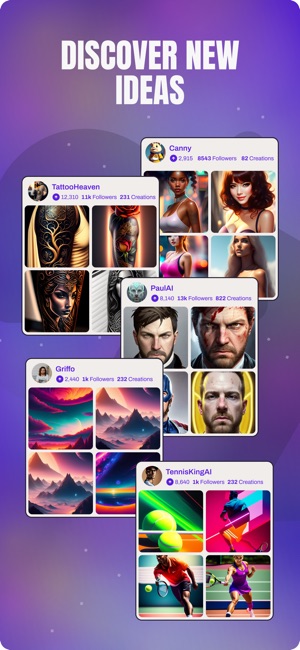 DISCOVER NEW
IDEAS
Canny
2,915 8543 Followers 82 Creations
TattooHeaven
12,310 11k Followers 231 Creations
PaulAI
8,140 13k Followers 822 Creations
Griffo
2,440 1k Followers 232 Creations
TennisKingAI
8,640 1k Followers 232 Creations